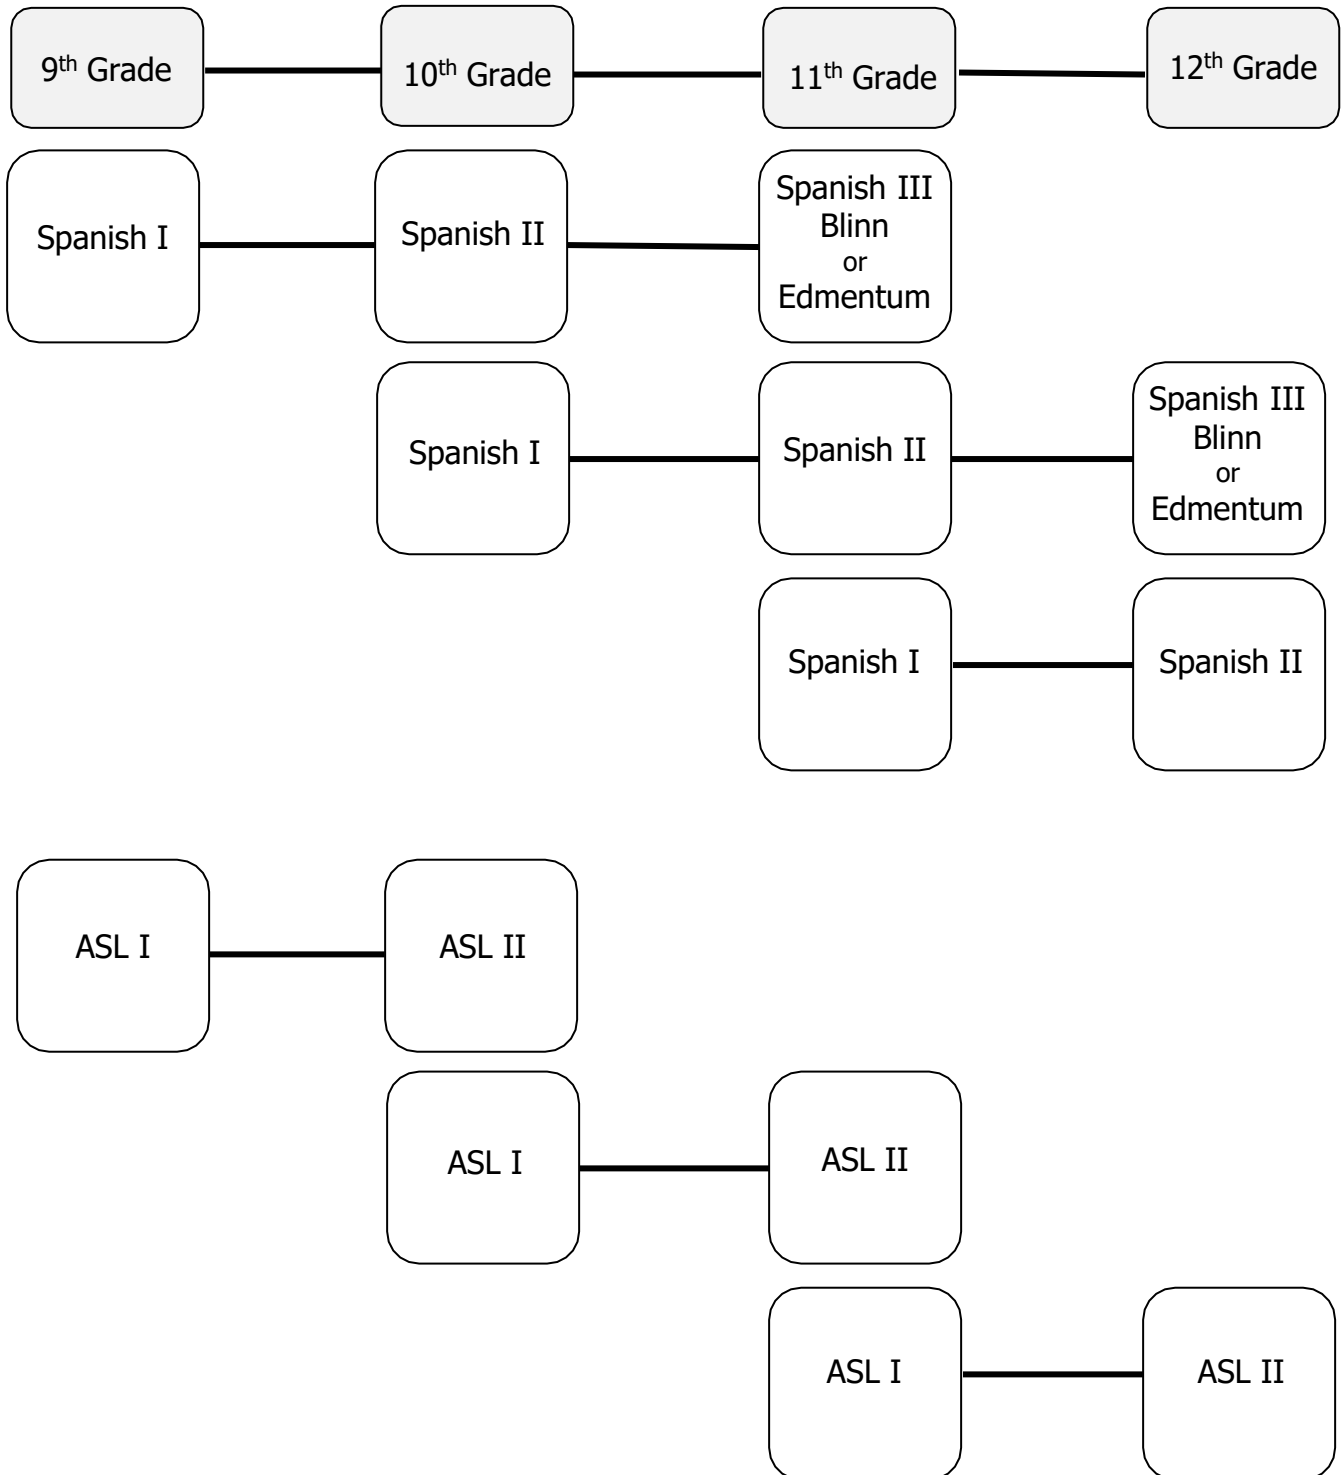 9th Grade
10th Grade
11th Grade
12th Grade
Spanish I
Spanish II
Spanish III
Blinn
or
Edmentum
Spanish I
Spanish II
Spanish III
Blinn
or
Edmentum
Spanish I
Spanish II
ASL I
ASL II
ASL I
ASL II
ASL I
ASL II